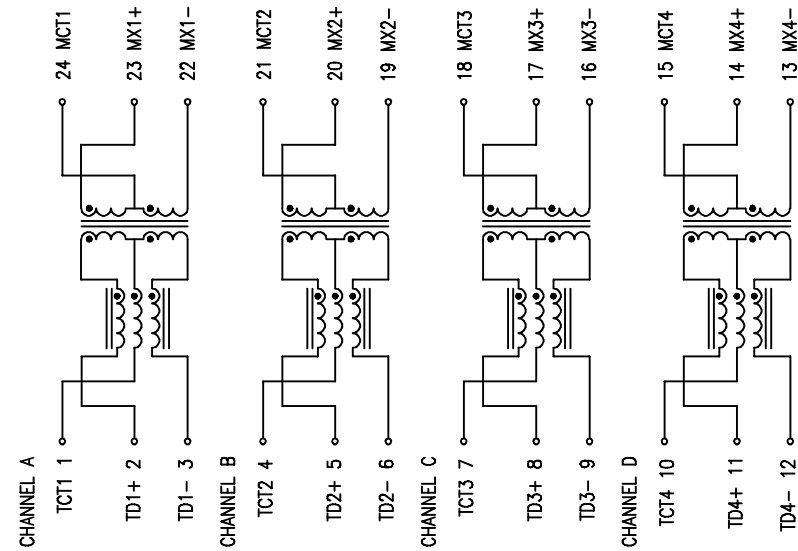 24 MCT1
23 MX1+
22 MX1-
21 MCT2
20 MX2+
19 MX2-
18 MCT3
17 MX3+
16 MX3-
15 MCT4
14 MX4+
13 MX4-
CHANNEL A
TCT1 1
TD1+ 2
TD1- 3
CHANNEL B
TCT2 4
TD2+ 5
TD2- 6
CHANNEL C
TCT3 7
TD3+ 8
TD3- 9
CHANNEL D
TCT4 10
TD4+ 11
TD4- 12